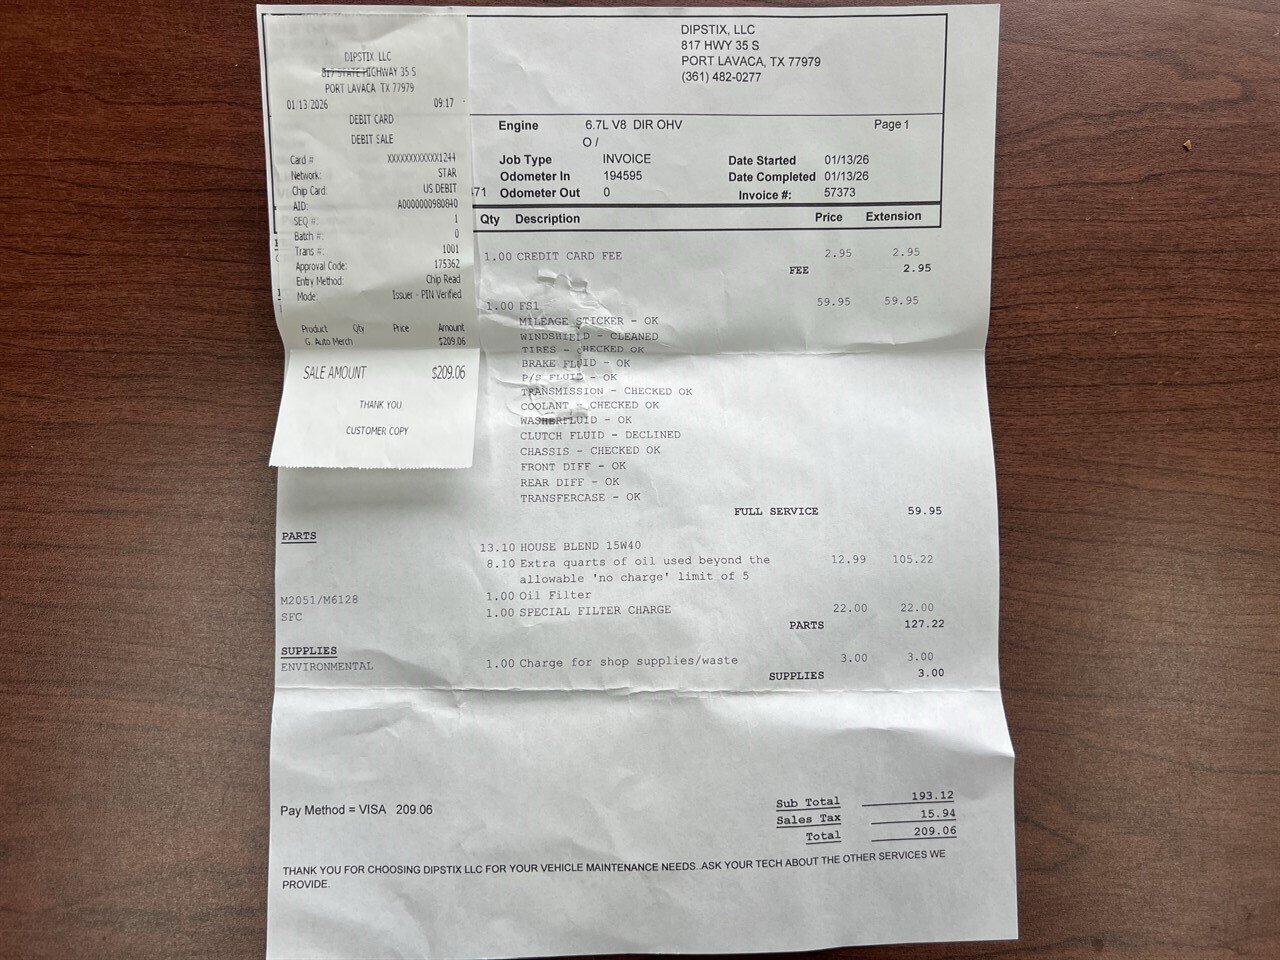 DIPSTIX LLC
817 STATE HIGHWAY 35 S
PORT LAVACA TX 77979
01/13/2026 09:17
DEBIT CARD
DEBIT SALE
Card # XXXXXXXXXXXX1244
Network: STAR
Chip Card: US DEBIT
AID: A0000000980840
SEQ #: 1
Batch #: 0
Trans #: 1001
Approval Code: 175362
Entry Method: Chip Read
Mode: Issuer - PIN Verified
Product Qty Price Amount
G. Auto Merch $209.06
SALE AMOUNT $209.06
THANK YOU
CUSTOMER COPY
DIPSTIX, LLC
817 HWY 35 S
PORT LAVACA, TX 77979
(361) 482-0277
Engine 6.7L V8 DIR OHV Page 1
O /
Job Type INVOICE Date Started 01/13/26
Odometer In 194595 Date Completed 01/13/26
71 Odometer Out 0 Invoice #: 57373
Qty Description Price Extension
1.00 CREDIT CARD FEE 2.95 2.95
FEE 2.95
1.00 FS1 59.95 59.95
MILEAGE STICKER - OK
WINDSHIELD - CLEANED
TIRES - CHECKED OK
BRAKE FLUID - OK
P/S FLUID - OK
TRANSMISSION - CHECKED OK
COOLANT - CHECKED OK
WASHERFLUID - OK
CLUTCH FLUID - DECLINED
CHASSIS - CHECKED OK
FRONT DIFF - OK
REAR DIFF - OK
TRANSFERCASE - OK
FULL SERVICE 59.95
PARTS
13.10 HOUSE BLEND 15W40
8.10 Extra quarts of oil used beyond the 12.99 105.22
allowable 'no charge' limit of 5
M2051/M6128 1.00 Oil Filter
SFC 1.00 SPECIAL FILTER CHARGE 22.00 22.00
PARTS 127.22
SUPPLIES
ENVIRONMENTAL 1.00 Charge for shop supplies/waste 3.00 3.00
SUPPLIES 3.00
Pay Method = VISA 209.06
Sub Total 193.12
Sales Tax 15.94
Total 209.06
THANK YOU FOR CHOOSING DIPSTIX LLC FOR YOUR VEHICLE MAINTENANCE NEEDS..ASK YOUR TECH ABOUT THE OTHER SERVICES WE
PROVIDE.